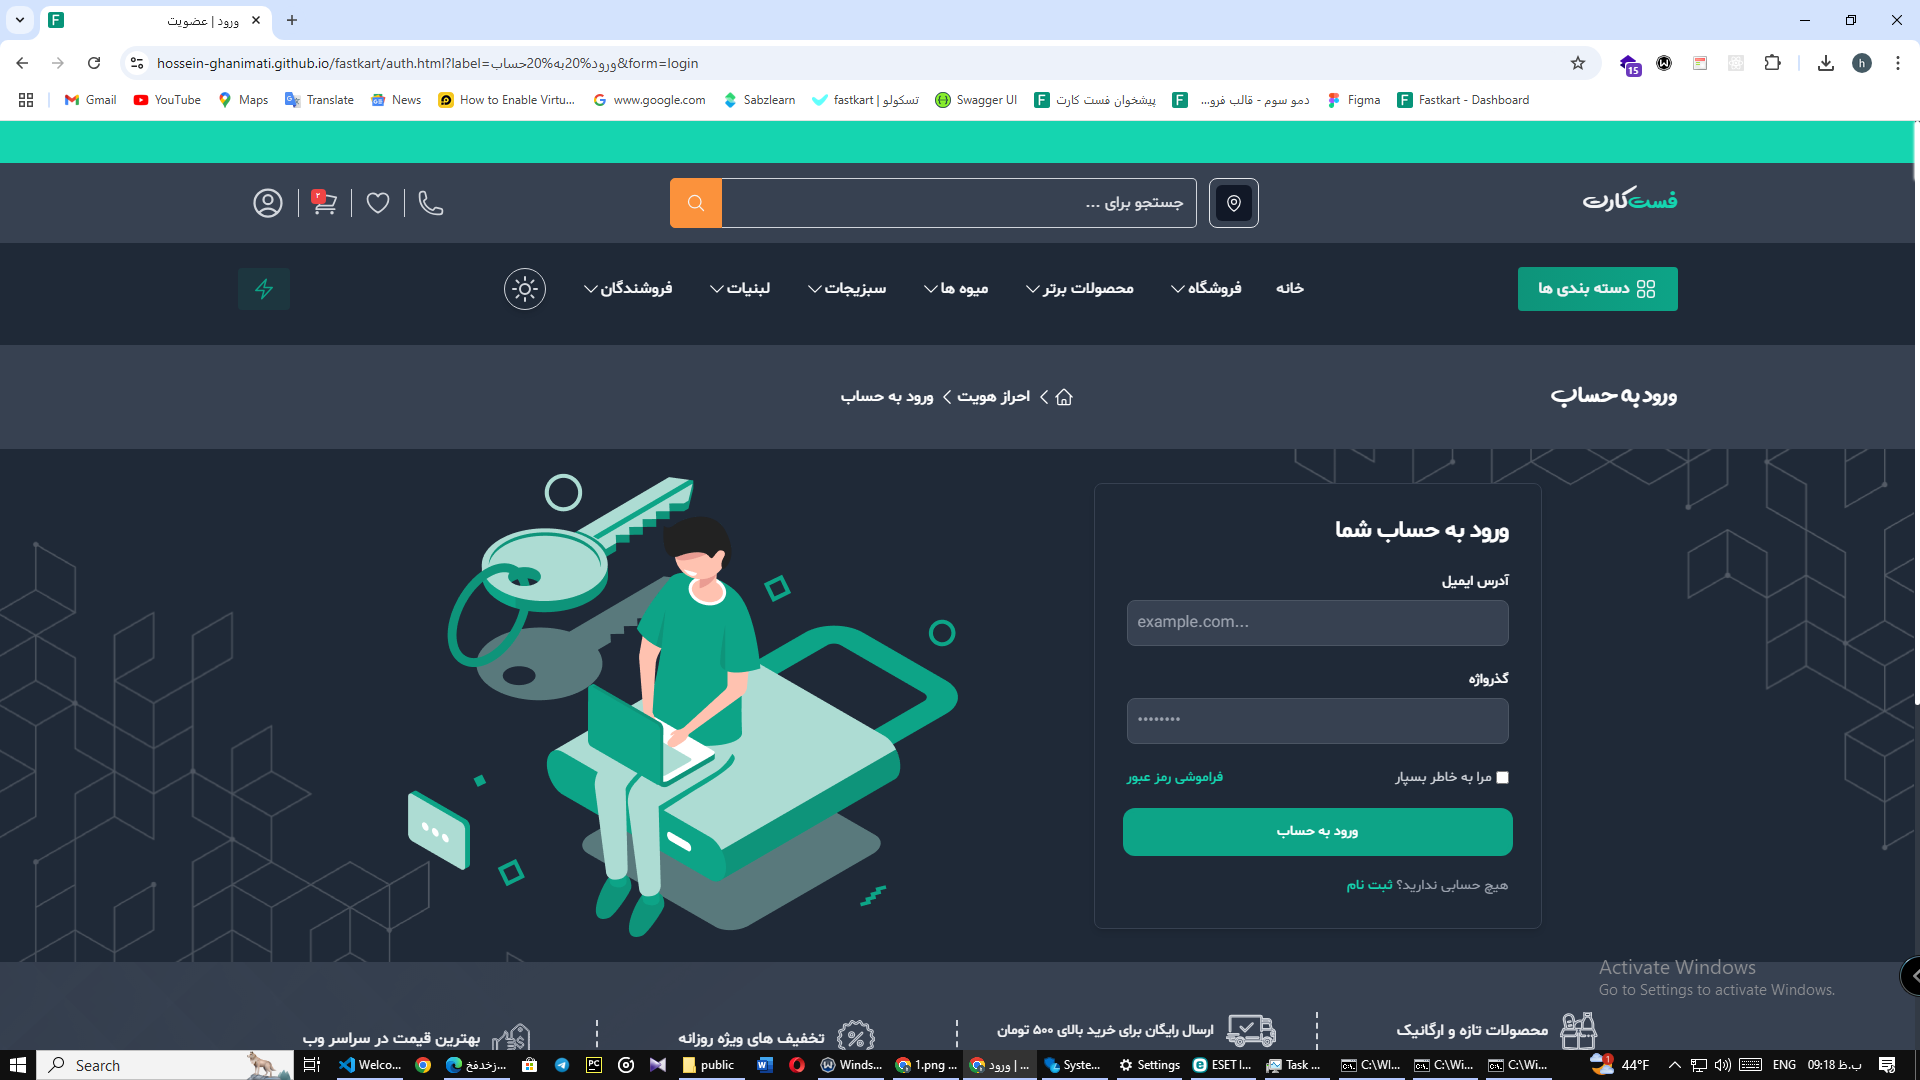 ورود | عضویت
hossein-ghanimati.github.io/fastkart/auth.html?label=ورود%20به%20حساب&form=login
15
h
Gmail
YouTube
Maps
Translate
News
How to Enable Virtu...
www.google.com
Sabzlearn
fastkart | تسکولو
Swagger UI
پیشخوان فست کارت
دمو سوم - قالب فرو...
Figma
Fastkart - Dashboard
فست‌کارت
جستجو برای ...
۲
دسته بندی ها
خانه
فروشگاه
محصولات برتر
میوه ها
سبزیجات
لبنیات
فروشندگان
ورود به حساب
احراز هویت
ورود به حساب
ورود به حساب شما
آدرس ایمیل
example.com...
گذرواژه
مرا به خاطر بسپار
فراموشی رمز عبور
ورود به حساب
هیچ حسابی ندارید؟ ثبت نام
Activate Windows
Go to Settings to activate Windows.
محصولات تازه و ارگانیک
ارسال رایگان برای خرید بالای ۵۰۰ تومان
تخفیف های ویژه روزانه
بهترین قیمت در سراسر وب
Search
Welco...
زخدفخ...
public
Winds...
1.png ...
ورود | ...
Syste...
Settings
ESET I...
Task ...
C:\WI...
C:\Wi...
C:\Wi...
1
44°F
ENG
09:18 ب.ظ